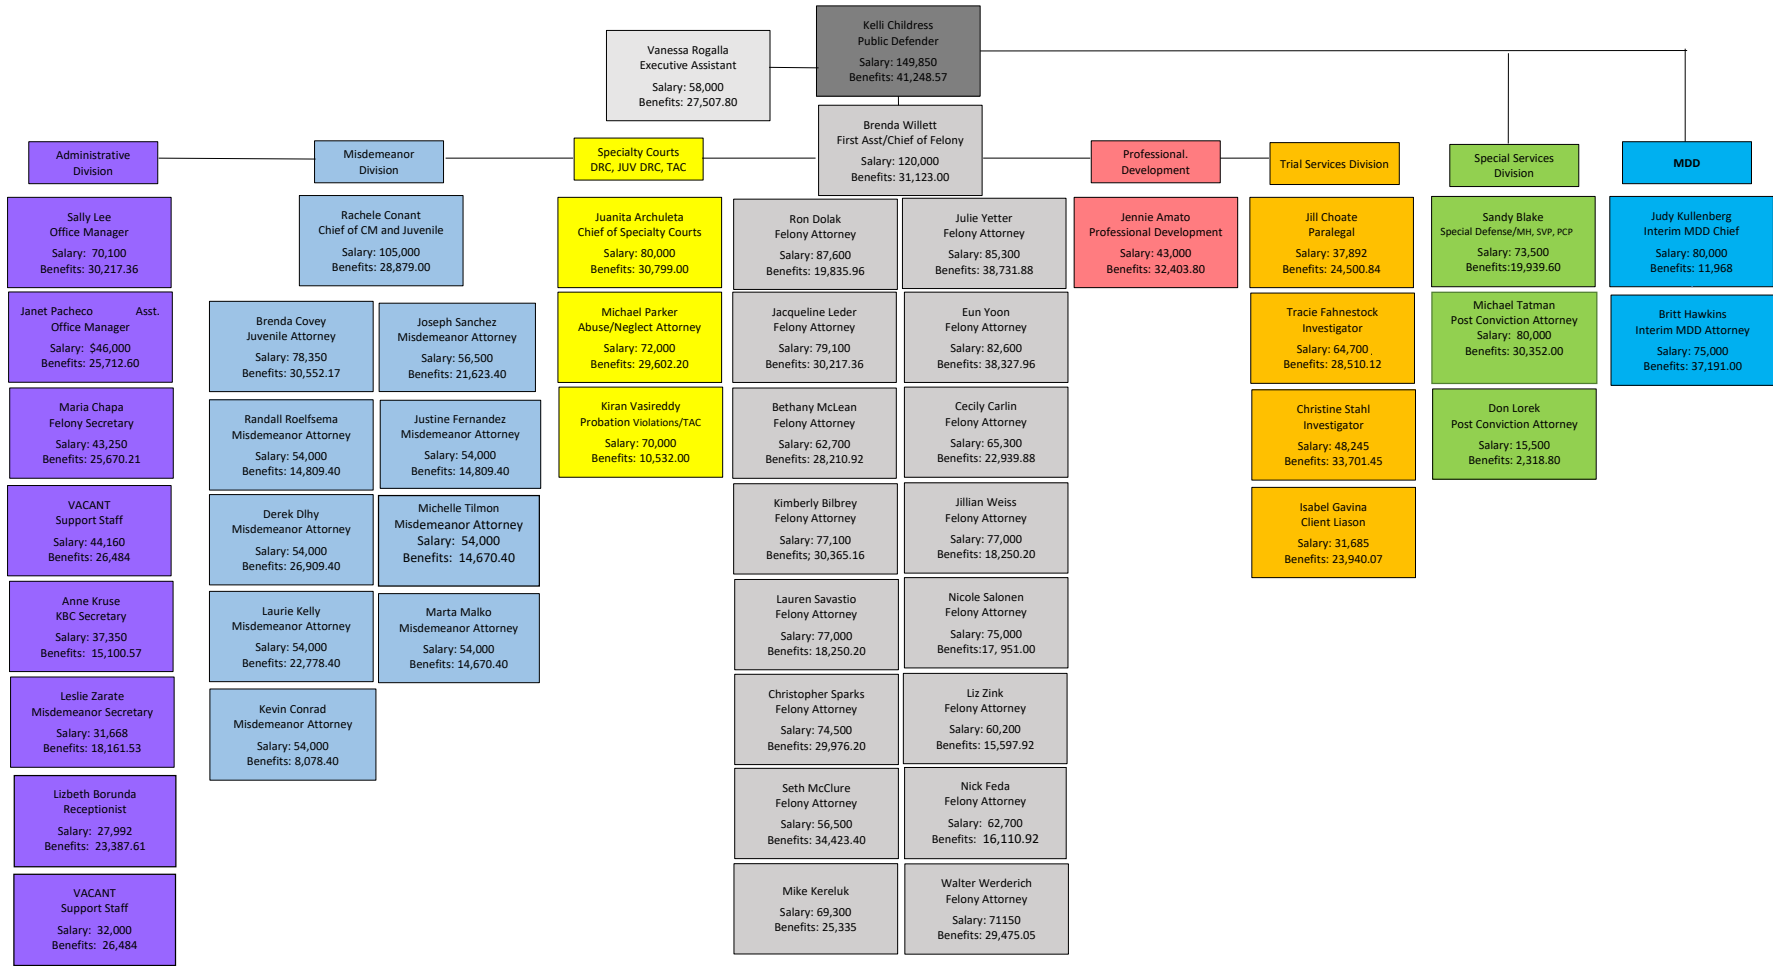 Kelli Childress
Public Defender
Salary: 149,850
Benefits: 41,248.57
Vanessa Rogalla
Executive Assistant
Salary: 58,000
Benefits: 27,507.80
Brenda Willett
First Asst/Chief of Felony
Salary: 120,000
Benefits: 31,123.00
Administrative
Division
Misdemeanor
Division
Specialty Courts
DRC, JUV DRC, TAC
Professional.
Development
Trial Services Division
Special Services
Division
MDD
Sally Lee
Office Manager
Salary: 70,100
Benefits: 30,217.36
Janet Pacheco Asst.
Office Manager
Salary: $46,000
Benefits: 25,712.60
Maria Chapa
Felony Secretary
Salary: 43,250
Benefits: 25,670.21
VACANT
Support Staff
Salary: 44,160
Benefits: 26,484
Anne Kruse
KBC Secretary
Salary: 37,350
Benefits: 15,100.57
Leslie Zarate
Misdemeanor Secretary
Salary: 31,668
Benefits: 18,161.53
Lizbeth Borunda
Receptionist
Salary: 27,992
Benefits: 23,387.61
VACANT
Support Staff
Salary: 32,000
Benefits: 26,484
Rachele Conant
Chief of CM and Juvenile
Salary: 105,000
Benefits: 28,879.00
Brenda Covey
Juvenile Attorney
Salary: 78,350
Benefits: 30,552.17
Joseph Sanchez
Misdemeanor Attorney
Salary: 56,500
Benefits: 21,623.40
Randall Roelfsema
Misdemeanor Attorney
Salary: 54,000
Benefits: 14,809.40
Justine Fernandez
Misdemeanor Attorney
Salary: 54,000
Benefits: 14,809.40
Derek Dlhy
Misdemeanor Attorney
Salary: 54,000
Benefits: 26,909.40
Michelle Tilmon
Misdemeanor Attorney
Salary: 54,000
Benefits: 14,670.40
Laurie Kelly
Misdemeanor Attorney
Salary: 54,000
Benefits: 22,778.40
Marta Malko
Misdemeanor Attorney
Salary: 54,000
Benefits: 14,670.40
Kevin Conrad
Misdemeanor Attorney
Salary: 54,000
Benefits: 8,078.40
Juanita Archuleta
Chief of Specialty Courts
Salary: 80,000
Benefits: 30,799.00
Michael Parker
Abuse/Neglect Attorney
Salary: 72,000
Benefits: 29,602.20
Kiran Vasireddy
Probation Violations/TAC
Salary: 70,000
Benefits: 10,532.00
Ron Dolak
Felony Attorney
Salary: 87,600
Benefits: 19,835.96
Julie Yetter
Felony Attorney
Salary: 85,300
Benefits: 38,731.88
Jacqueline Leder
Felony Attorney
Salary: 79,100
Benefits: 30,217.36
Eun Yoon
Felony Attorney
Salary: 82,600
Benefits: 38,327.96
Bethany McLean
Felony Attorney
Salary: 62,700
Benefits: 28,210.92
Cecily Carlin
Felony Attorney
Salary: 65,300
Benefits: 22,939.88
Kimberly Bilbrey
Felony Attorney
Salary: 77,100
Benefits; 30,365.16
Jillian Weiss
Felony Attorney
Salary: 77,000
Benefits: 18,250.20
Lauren Savastio
Felony Attorney
Salary: 77,000
Benefits: 18,250.20
Nicole Salonen
Felony Attorney
Salary: 75,000
Benefits:17, 951.00
Christopher Sparks
Felony Attorney
Salary: 74,500
Benefits: 29,976.20
Liz Zink
Felony Attorney
Salary: 60,200
Benefits: 15,597.92
Seth McClure
Felony Attorney
Salary: 56,500
Benefits: 34,423.40
Nick Feda
Felony Attorney
Salary: 62,700
Benefits: 16,110.92
Mike Kereluk
Salary: 69,300
Benefits: 25,335
Walter Werderich
Felony Attorney
Salary: 71150
Benefits: 29,475.05
Jennie Amato
Professional Development
Salary: 43,000
Benefits: 32,403.80
Jill Choate
Paralegal
Salary: 37,892
Benefits: 24,500.84
Tracie Fahnestock
Investigator
Salary: 64,700
Benefits: 28,510.12
Christine Stahl
Investigator
Salary: 48,245
Benefits: 33,701.45
Isabel Gavina
Client Liason
Salary: 31,685
Benefits: 23,940.07
Sandy Blake
Special Defense/MH, SVP, PCP
Salary: 73,500
Benefits:19,939.60
Michael Tatman
Post Conviction Attorney
Salary: 80,000
Benefits: 30,352.00
Don Lorek
Post Conviction Attorney
Salary: 15,500
Benefits: 2,318.80
Judy Kullenberg
Interim MDD Chief
Salary: 80,000
Benefits: 11,968
Britt Hawkins
Interim MDD Attorney
Salary: 75,000
Benefits: 37,191.00